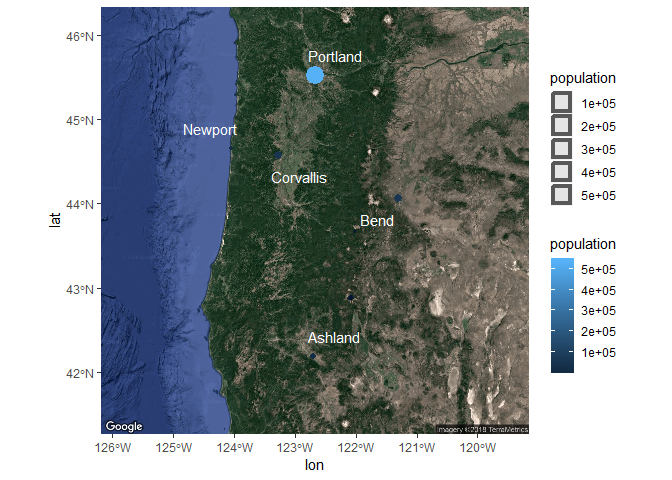 46°N
45°N
44°N
43°N
42°N
lat
Portland
Newport
Corvallis
Bend
Ashland
Google
Imagery ©2018 TerraMetrics
126°W 125°W 124°W 123°W 122°W 121°W 120°W
lon
population
1e+05
2e+05
3e+05
4e+05
5e+05
population
5e+05
4e+05
3e+05
2e+05
1e+05